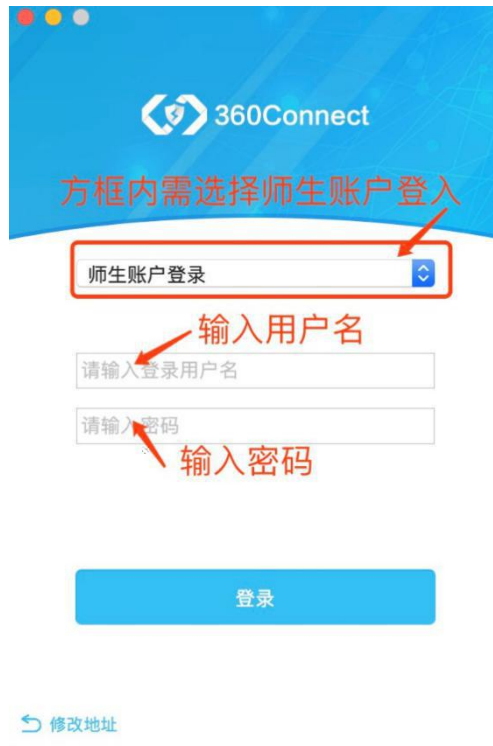 360Connect
方框内需选择师生账户登入
师生账户登录
输入用户名
请输入登录用户名
请输入密码
输入密码
登录
修改地址